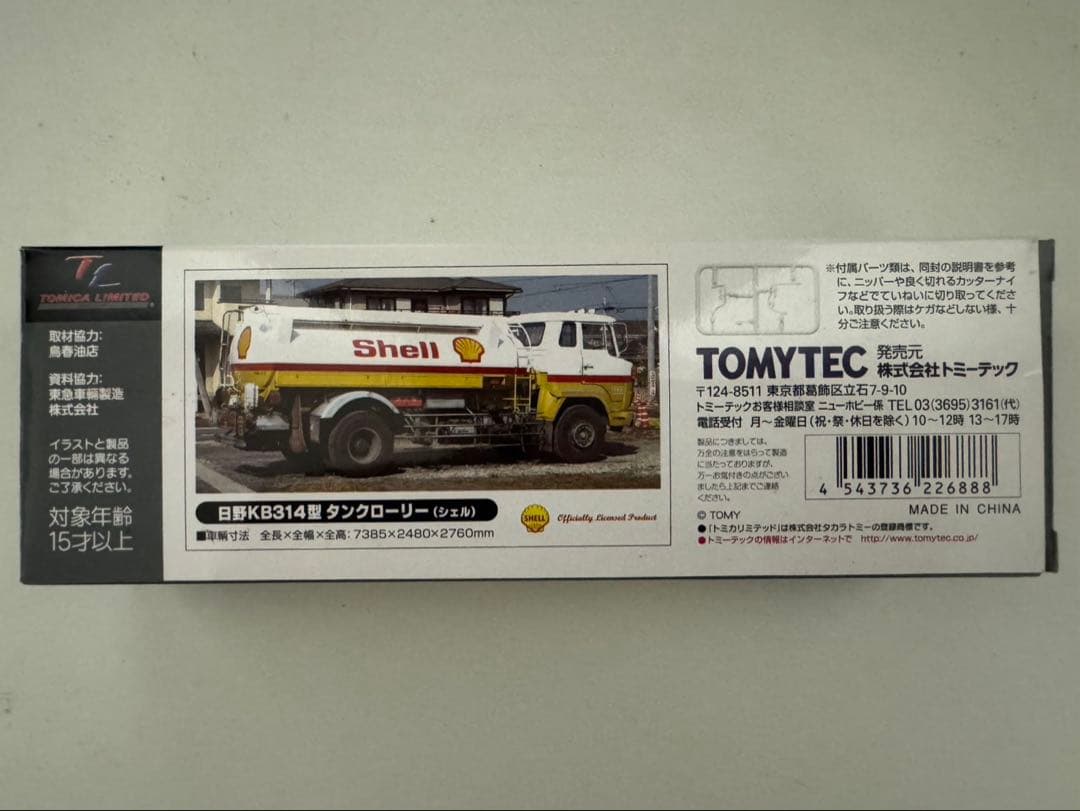 TL
TOMICA LIMITED
取材協力:
鳥春油店
資料協力:
東急車輛製造
株式会社
イラストと製品
の一部は異なる
場合があります。
ご了承ください。
対象年齢
15才以上
Shell
日野KB314型 タンクローリー(シェル)
■車輌寸法 全長×全幅×全高:7385×2480×2760mm
SHELL
Officially Licensed Product
※付属パーツ類は、同封の説明書を参考
に、ニッパーや良く切れるカッターナイ
フなどでていねいに切り取ってくださ
い。取り扱う際はケガなどしない様、十
分ご注意ください。
TOMYTEC 発売元 株式会社トミーテック
〒124-8511 東京都葛飾区立石7-9-10
トミーテックお客様相談室 ニューホビー係 TEL 03(3695)3161(代)
電話受付 月～金曜日(祝・祭・休日を除く)10～12時 13～17時
製品につきましては、
万全の注意をはらって製造
に当たっておりますが、
万一お気付きの点がござい
ましたら上記までご連絡
ください。
4 543736 226888
© TOMY
MADE IN CHINA
●「トミカリミテッド」は株式会社タカラトミーの登録商標です。
●トミーテックの情報はインターネットで http://www.tomytec.co.jp/